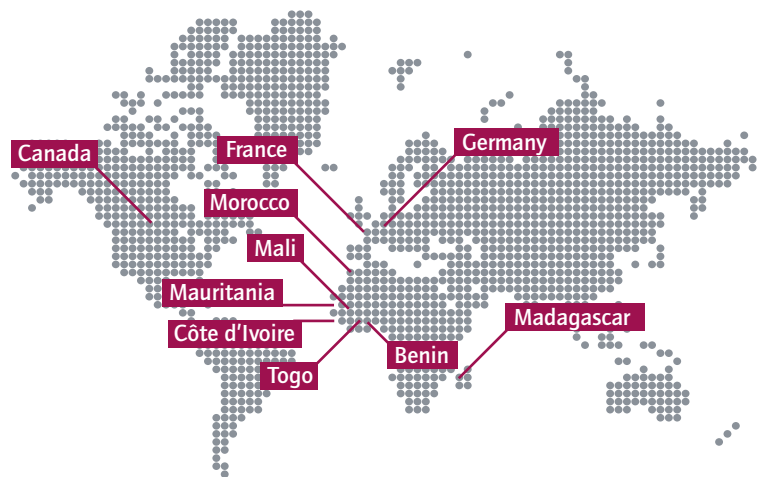 Canada
France
Germany
Morocco
Mali
Mauritania
Côte d'Ivoire
Madagascar
Benin
Togo